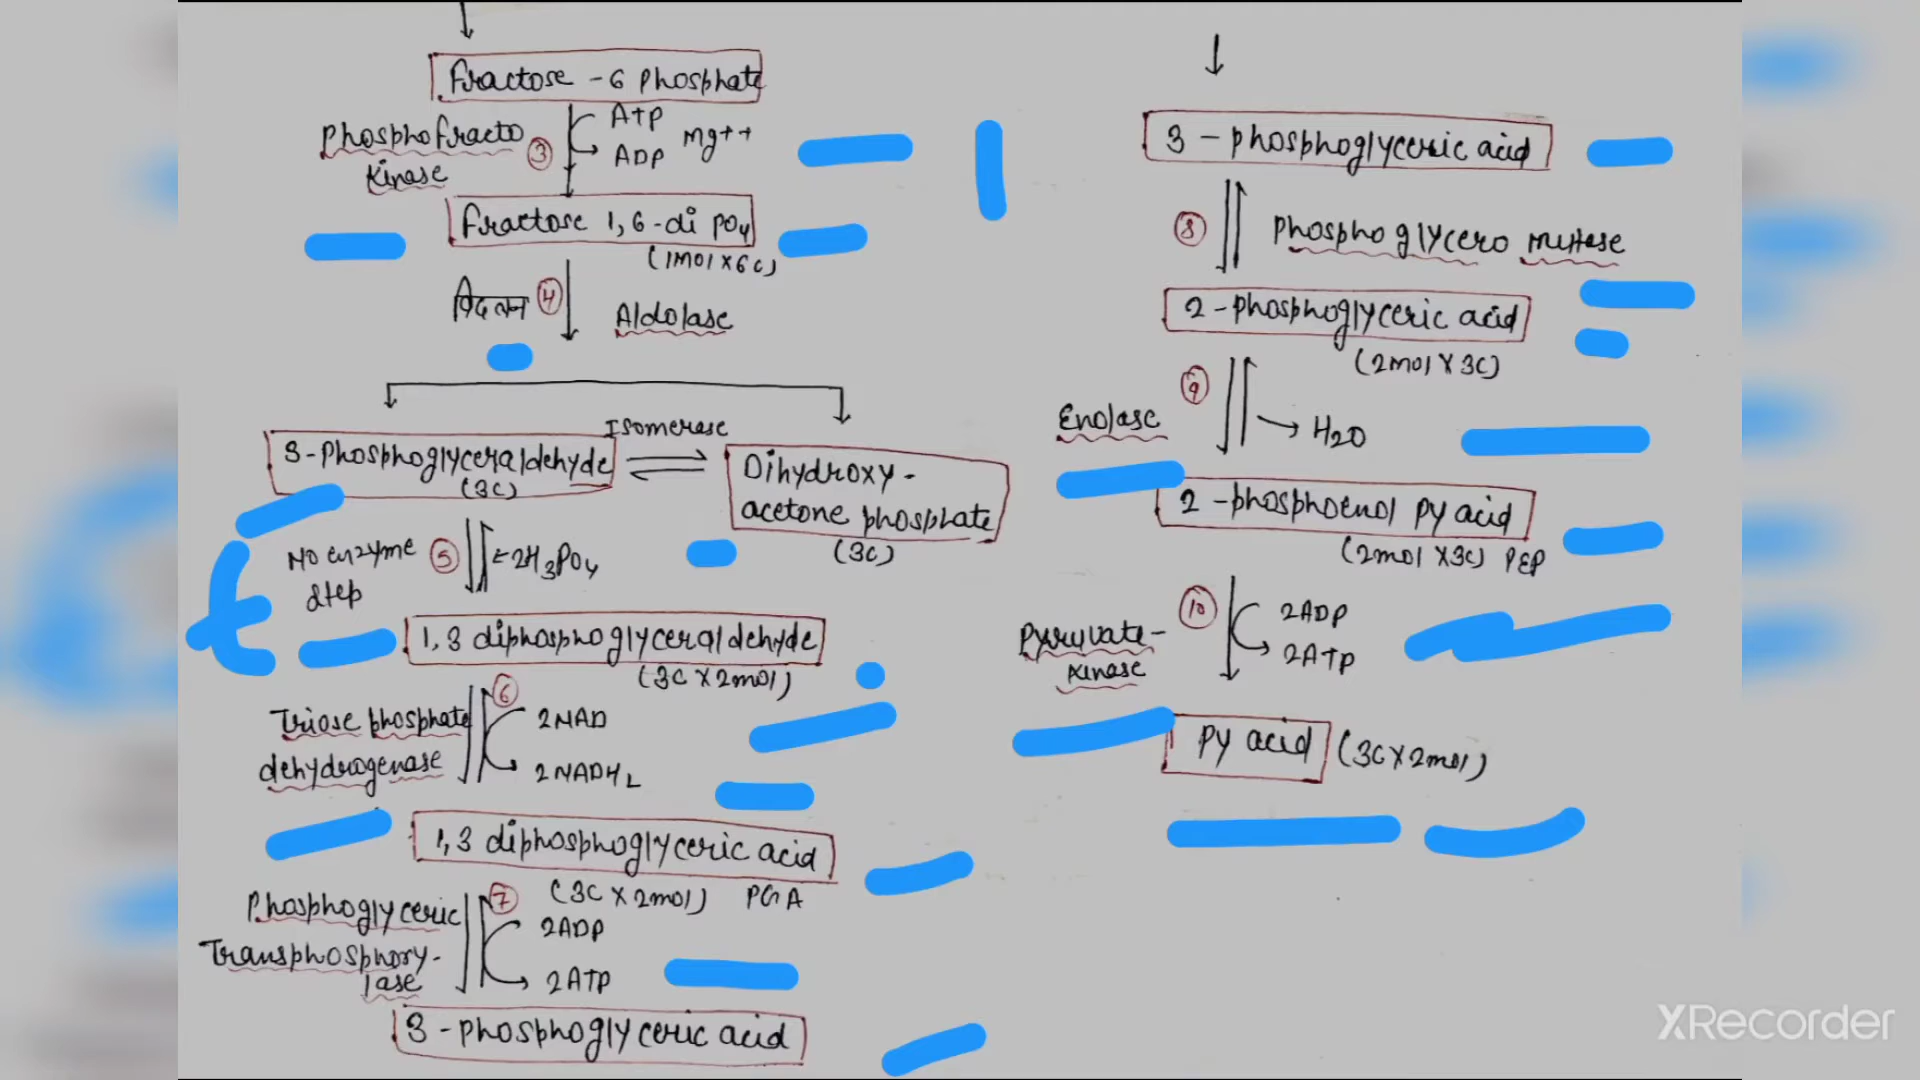 Fractose - 6 phosphate
ATP
Mg++
Phosphofracto
③
ADP
Kinase
Fractose 1,6-di PO4
(1mol x 6c)
④
Aldolase
Isomerase
3-Phosphoglyceraldehyde
(3C)
Dihydroxy-
acetone phosphate
(3C)
No enzyme
⑤
2H3PO4
step
1,3 diphosphoglyceraldehyde
(3C x 2mol)
⑥
Triose phosphate
2NAD
dehydrogenase
2NADH2
1,3 diphosphoglyceric acid
(3C x 2mol) PGA
⑦
Phosphoglyceric
2ADP
Transphosphory-
lase
2ATP
3-phosphoglyceric acid
3-phosphoglyceric acid
⑧
Phosphoglycero mutase
2-phosphoglyceric acid
(2mol x 3C)
⑨
Enolase
H2O
2-phosphoenol py acid
(2mol x 3C) PEP
⑩
2ADP
Pyruvate-
2ATP
kinase
Py acid (3C x 2mol)
XRecorder